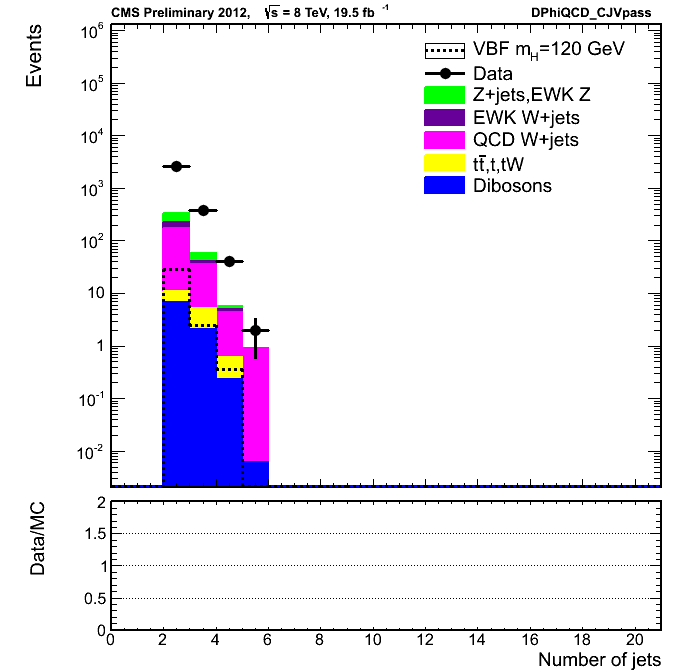 CMS Preliminary 2012, √s = 8 TeV, 19.5 fb⁻¹ DPhiQCD_CJVpass
Events
10⁶
10⁵
10⁴
10³
10²
10
1
10⁻¹
10⁻²
VBF m_H=120 GeV
Data
Z+jets,EWK Z
EWK W+jets
QCD W+jets
tt̄,t,tW
Dibosons
Data/MC
2
1.5
1
0.5
0
0 2 4 6 8 10 12 14 16 18 20
Number of jets